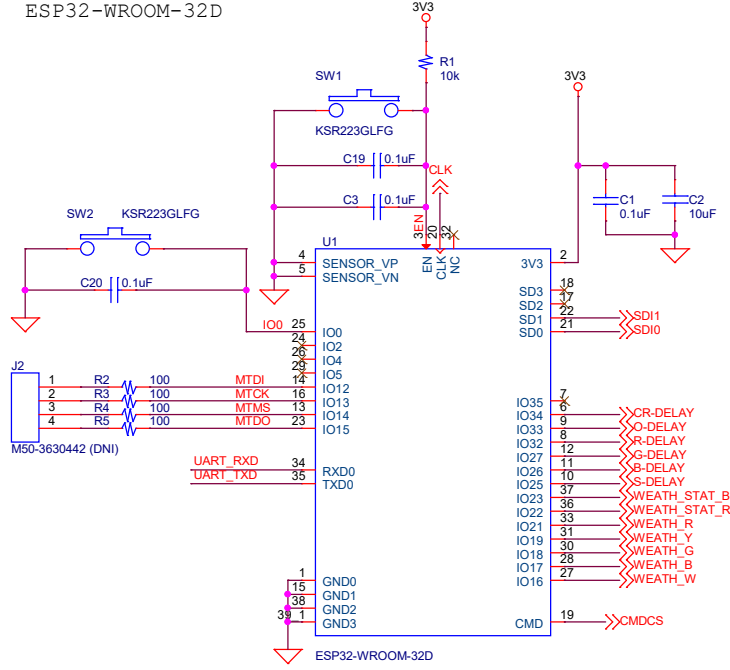 ESP32-WROOM-32D
3V3
R1
10k
SW1
KSR223GLFG
3V3
C19 0.1uF
CLK
C3 0.1uF
C1
0.1uF
C2
10uF
SW2 KSR223GLFG
C20 0.1uF
EN
3
20
32
U1
EN
CLK
NC
4 SENSOR_VP
5 SENSOR_VN
3V3 2
SD3 18
SD2 17
SD1 22 SDI1
SD0 21 SDI0
IO0 25 IO0
24 IO2
26 IO4
29 IO5
J2
1 R2 100 MTDI 14 IO12
2 R3 100 MTCK 16 IO13
3 R4 100 MTMS 13 IO14
4 R5 100 MTDO 23 IO15
M50-3630442 (DNI)
UART_RXD 34 RXD0
UART_TXD 35 TXD0
IO35 7
IO34 6 CR-DELAY
IO33 9 O-DELAY
IO32 8 R-DELAY
IO27 12 G-DELAY
IO26 11 B-DELAY
IO25 10 S-DELAY
IO23 37 WEATH_STAT_B
IO22 36 WEATH_STAT_R
IO21 33 WEATH_R
IO19 31 WEATH_Y
IO18 30 WEATH_G
IO17 28 WEATH_B
IO16 27 WEATH_W
1 GND0
15 GND1
38 GND2
39_1 GND3
CMD 19 CMDCS
ESP32-WROOM-32D